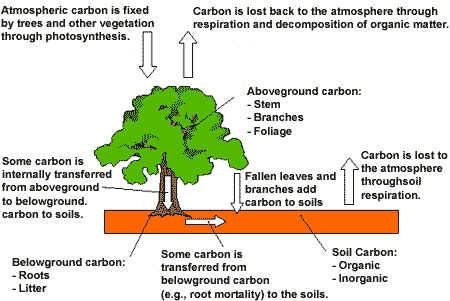 Atmospheric carbon is fixed
by trees and other vegetation
through photosynthesis.
Carbon is lost back to the atmosphere through
respiration and decomposition of organic matter.
Aboveground carbon:
- Stem
- Branches
- Foliage
Some carbon is
internally transferred
from aboveground
to belowground.
carbon to soils.
Fallen leaves and
branches add
carbon to soils
Carbon is lost to
the atmosphere
throughsoil
respiration.
Belowground carbon:
- Roots
- Litter
Some carbon is
transferred from
belowground carbon
(e.g., root mortality) to the soils.
Soil Carbon:
- Organic
- Inorganic